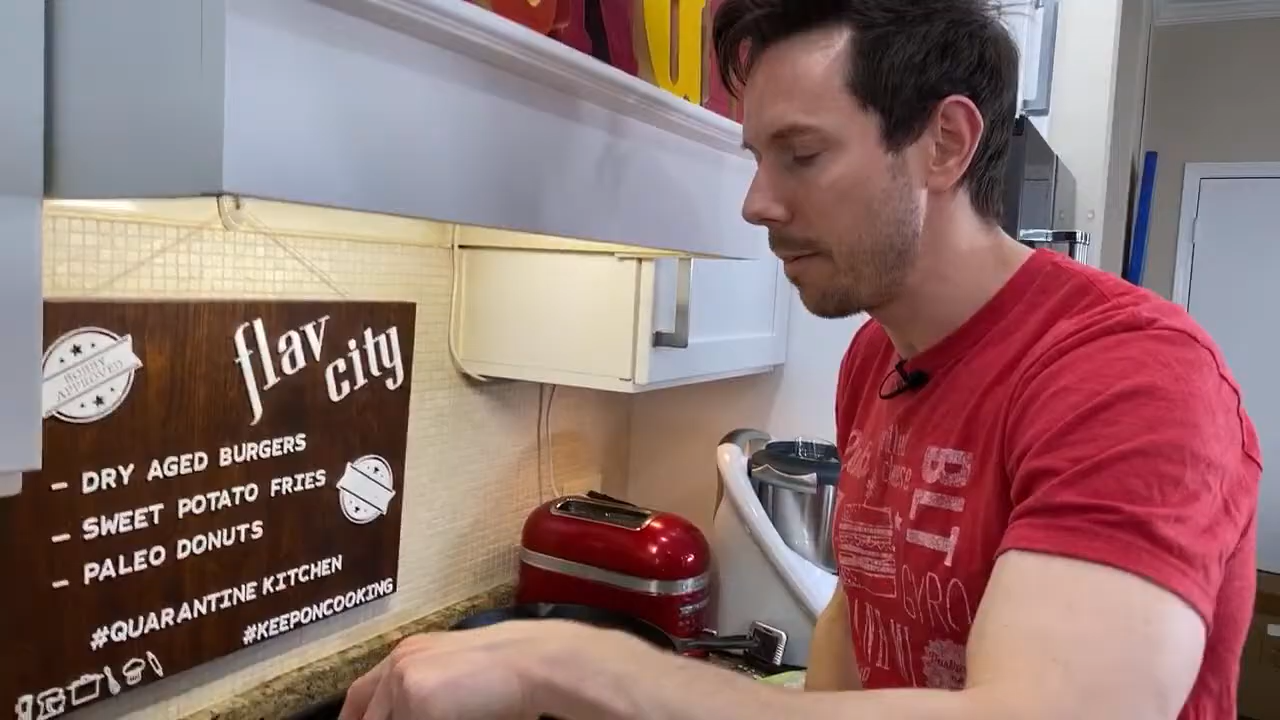 BOBBY
APPROVED
flav
city
- DRY AGED BURGERS
- SWEET POTATO FRIES
- PALEO DONUTS
#QUARANTINE KITCHEN
#KEEPONCOOKING
BLT
GYRO